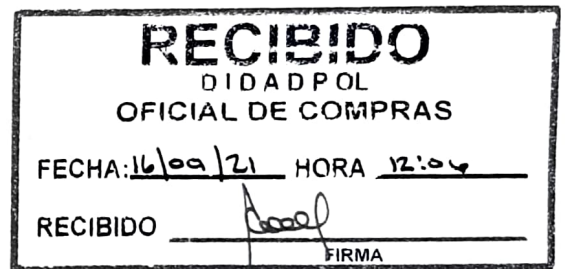 RECIBIDO
DIDADPOL
OFICIAL DE COMPRAS
FECHA: 16/09/21 HORA 12:04
RECIBIDO
FIRMA